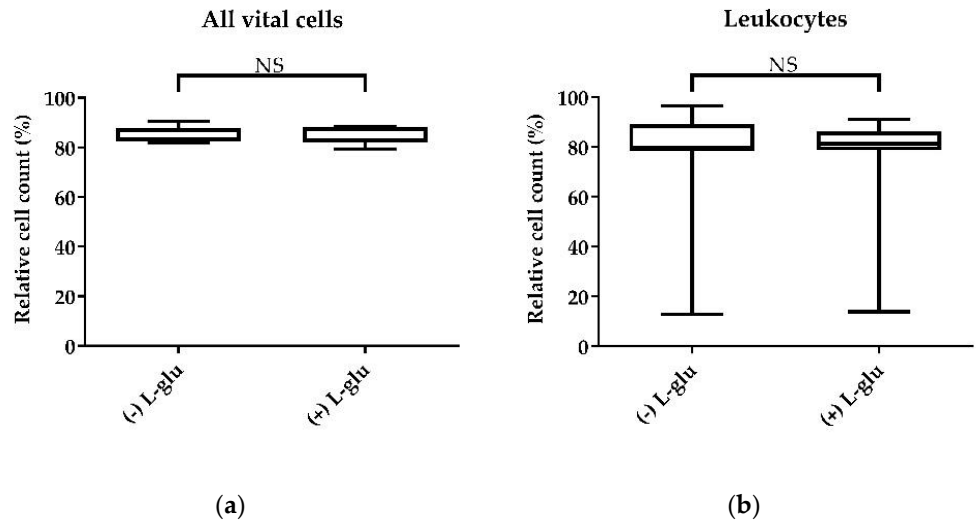 All vital cells
NS
Relative cell count (%)
100
80
60
40
20
0
(-) L-glu
(+) L-glu
(a)
Leukocytes
NS
Relative cell count (%)
100
80
60
40
20
0
(-) L-glu
(+) L-glu
(b)